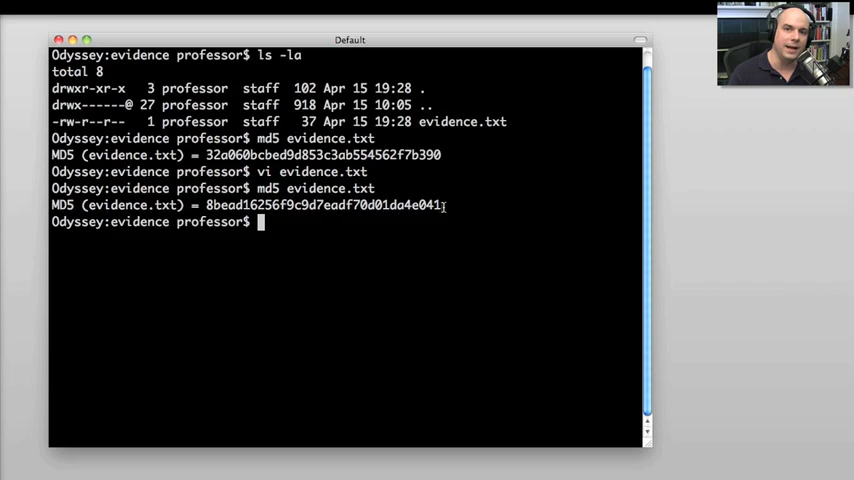 Default
Odyssey:evidence professor$ ls -la
total 8
drwxr-xr-x   3 professor  staff  102 Apr 15 19:28 .
drwx------@ 27 professor  staff  918 Apr 15 10:05 ..
-rw-r--r--   1 professor  staff   37 Apr 15 19:28 evidence.txt
Odyssey:evidence professor$ md5 evidence.txt
MD5 (evidence.txt) = 32a060bcbed9d853c3ab554562f7b390
Odyssey:evidence professor$ vi evidence.txt
Odyssey:evidence professor$ md5 evidence.txt
MD5 (evidence.txt) = 8bead16256f9c9d7eadf70d01da4e041
Odyssey:evidence professor$